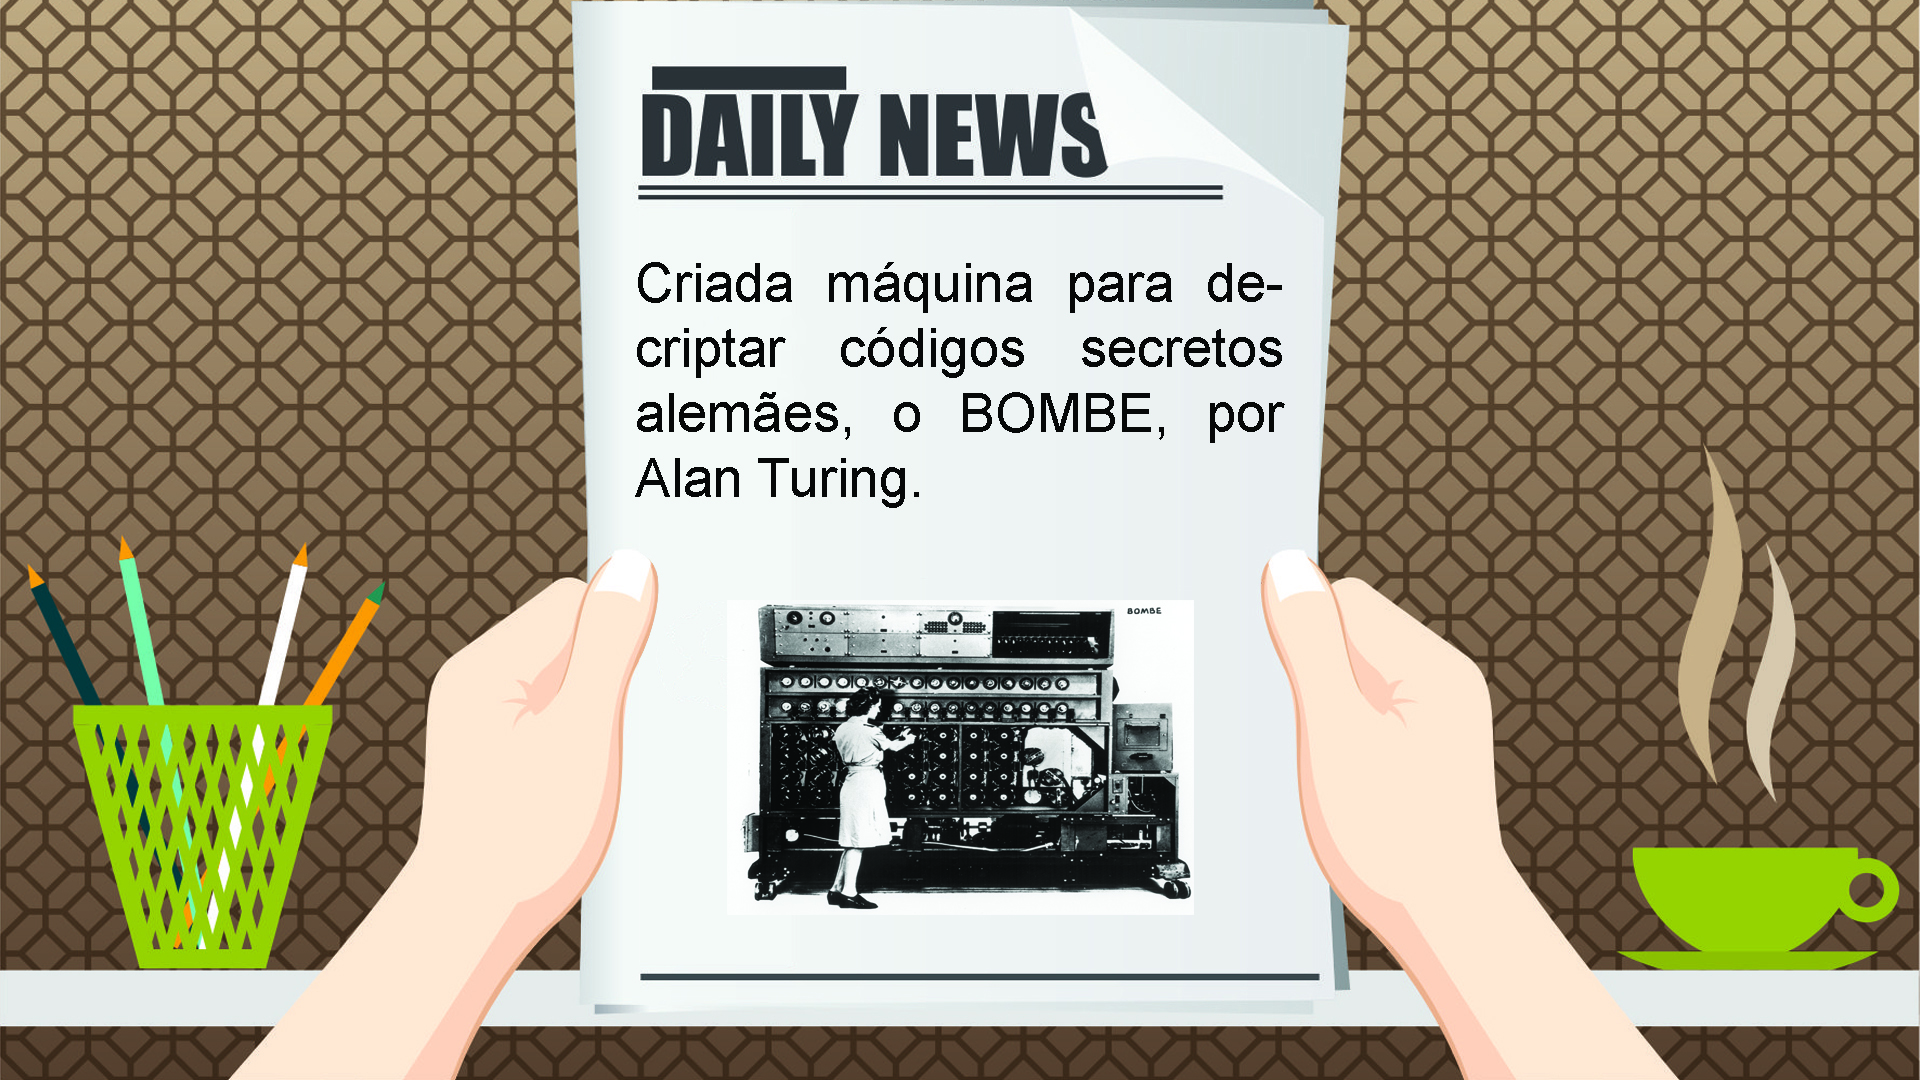 DAILY NEWS
Criada máquina para de-
criptar códigos secretos
alemães, o BOMBE, por
Alan Turing.
BOMBE